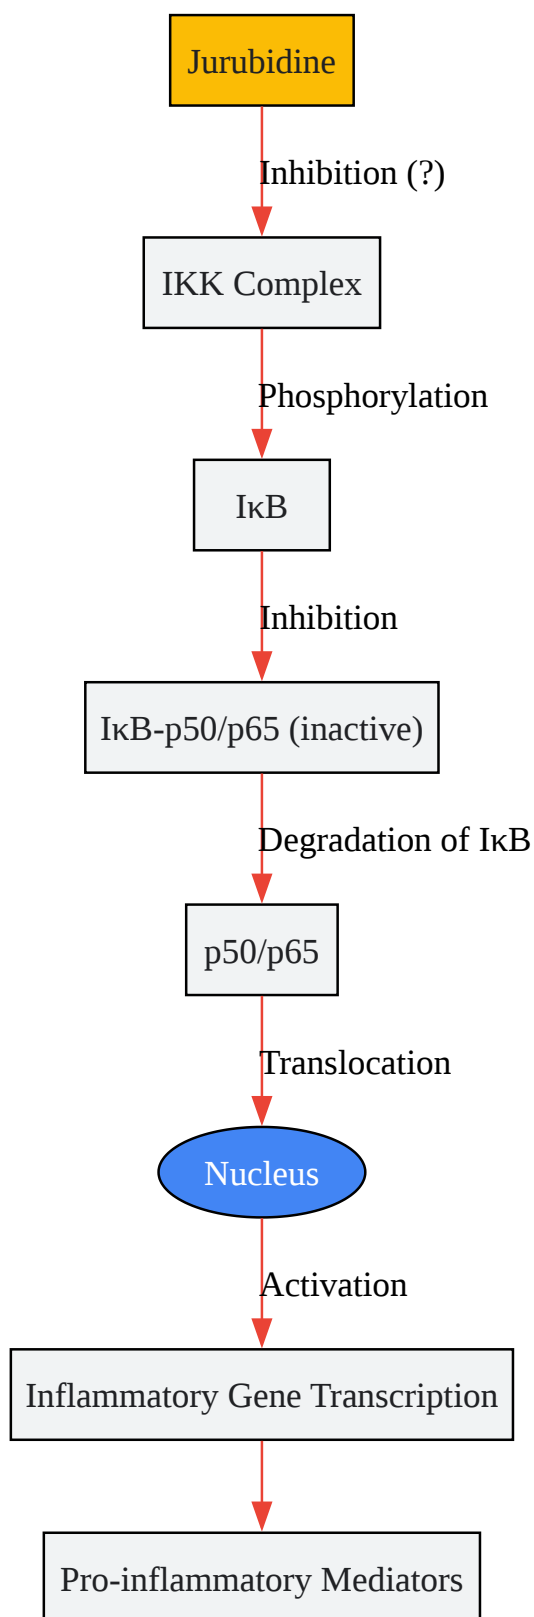 Jurubidine
Inhibition (?)
IKK Complex
Phosphorylation
IκB
Inhibition
IκB-p50/p65 (inactive)
Degradation of IκB
p50/p65
Translocation
Nucleus
Activation
Inflammatory Gene Transcription
Pro-inflammatory Mediators